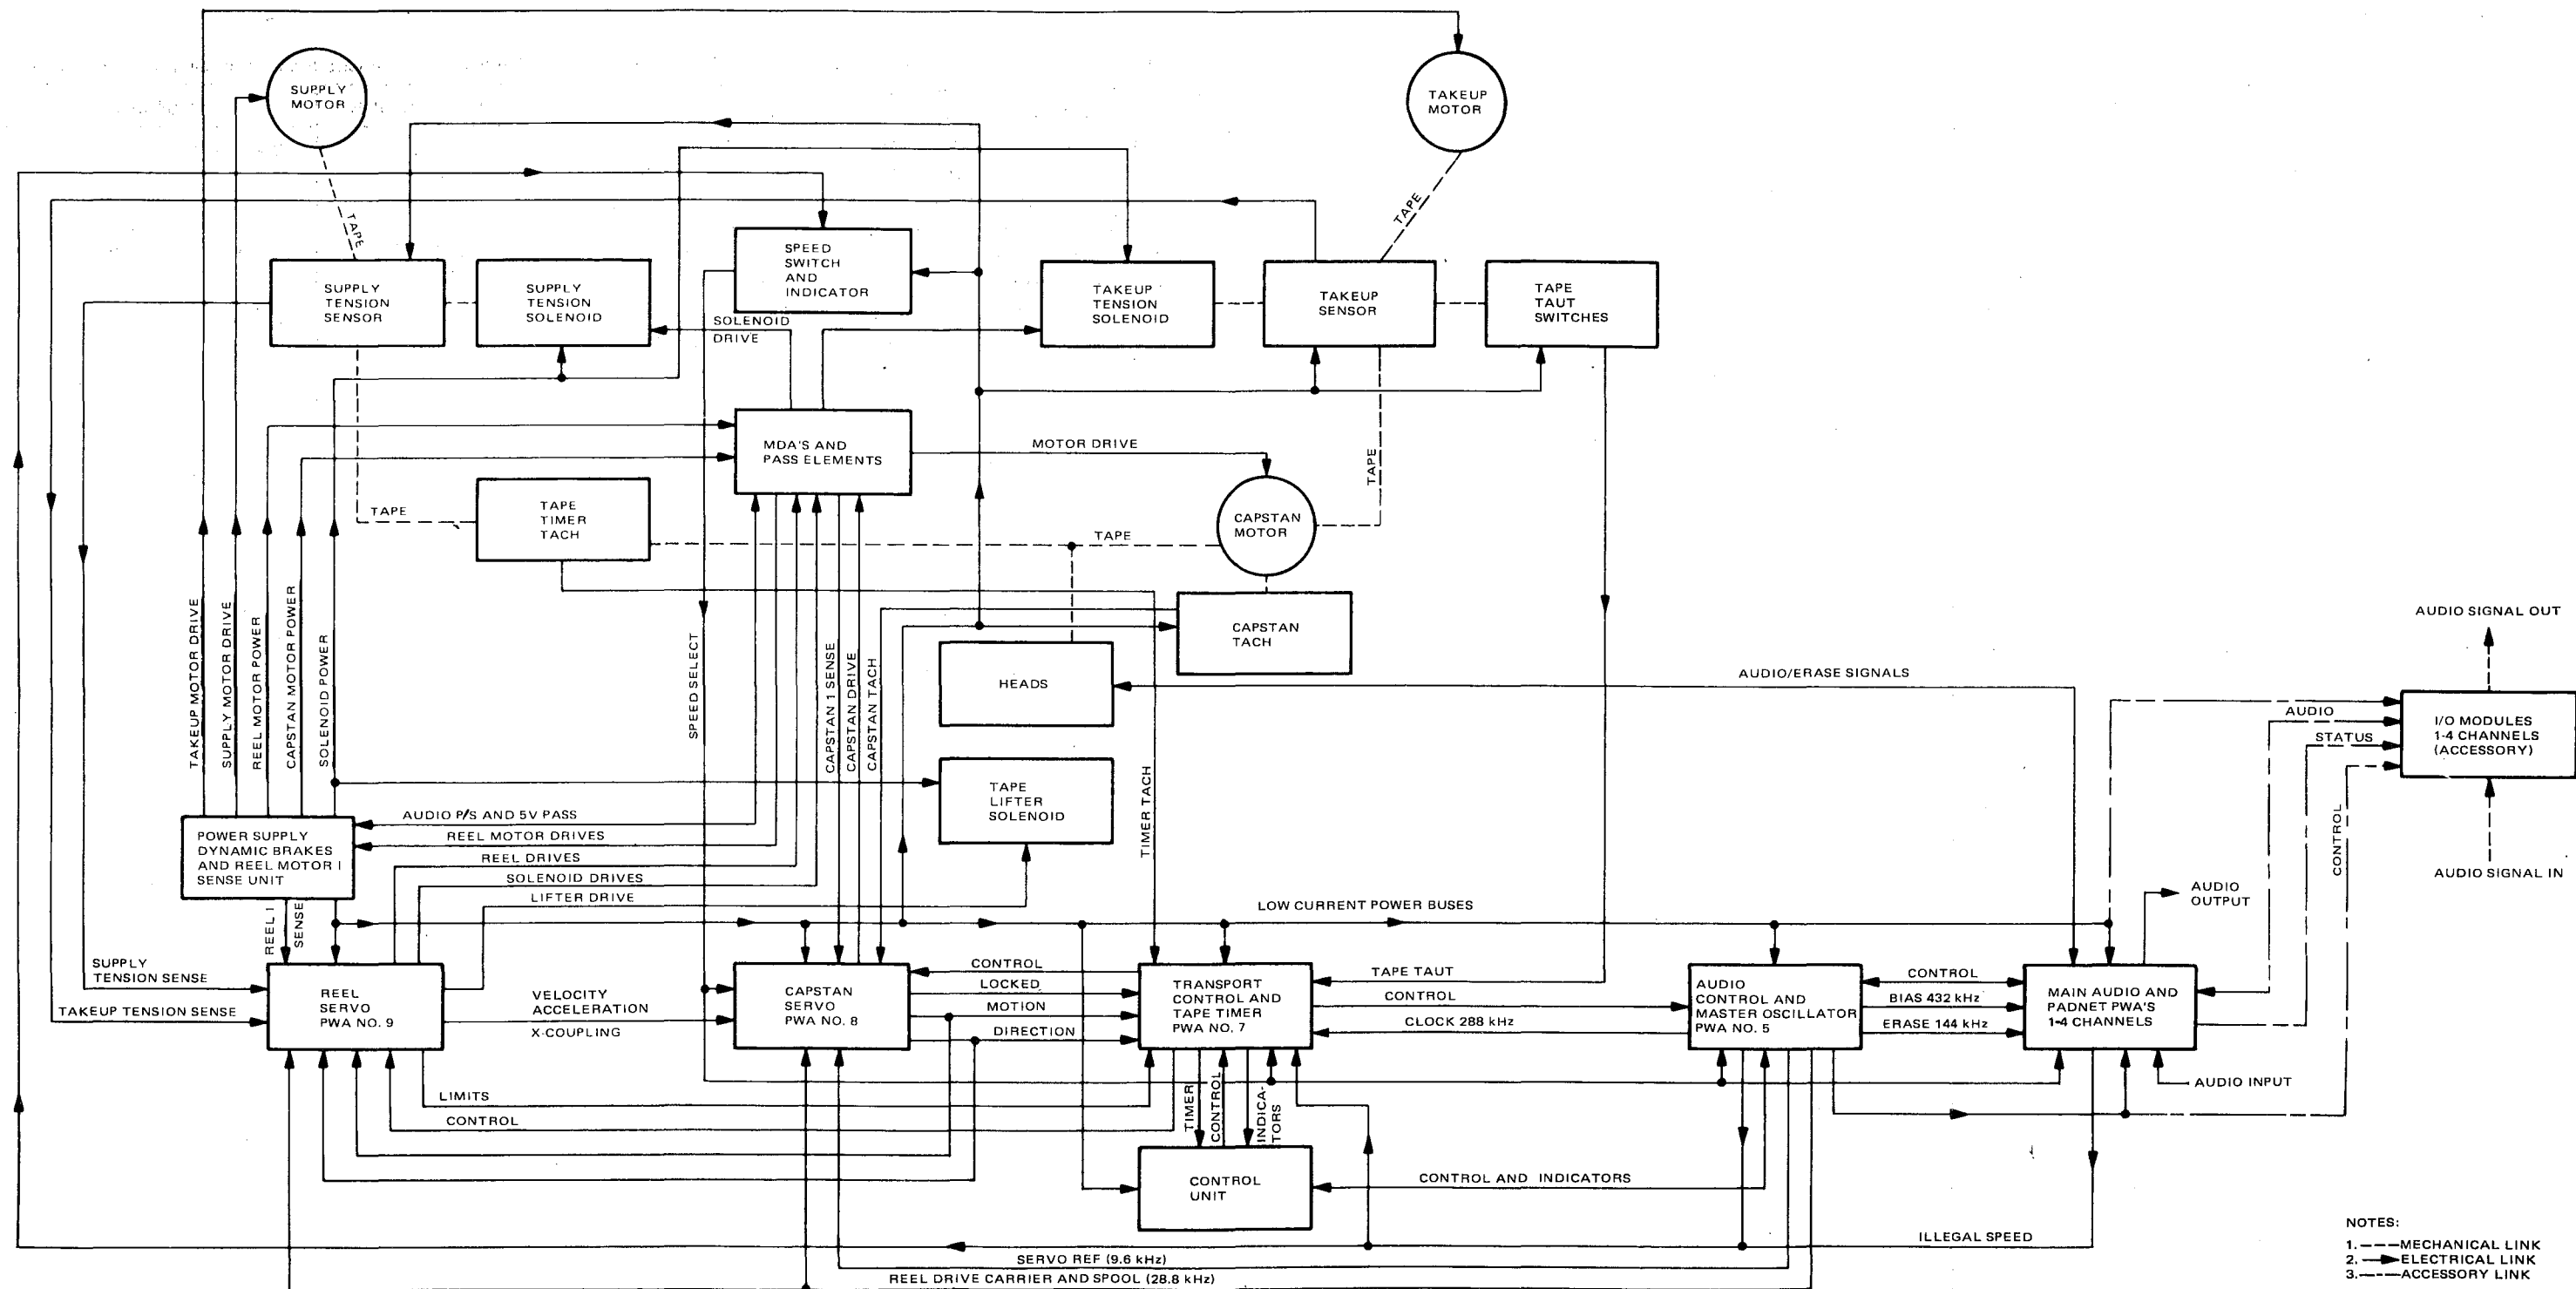 SUPPLY
MOTOR
TAKEUP
MOTOR
TAPE
TAPE
SPEED
SWITCH
AND
INDICATOR
SUPPLY
TENSION
SENSOR
SUPPLY
TENSION
SOLENOID
SOLENOID
DRIVE
TAKEUP
TENSION
SOLENOID
TAKEUP
SENSOR
TAPE
TAUT
SWITCHES
MDA'S AND
PASS ELEMENTS
MOTOR DRIVE
TAPE
TAPE
TAPE
TIMER
TACH
TAPE
CAPSTAN
MOTOR
CAPSTAN
TACH
TAKEUP MOTOR DRIVE
SUPPLY MOTOR DRIVE
REEL MOTOR POWER
CAPSTAN MOTOR POWER
SOLENOID POWER
SPEED SELECT
CAPSTAN 1 SENSE
CAPSTAN DRIVE
CAPSTAN TACH
HEADS
AUDIO/ERASE SIGNALS
AUDIO SIGNAL OUT
AUDIO
STATUS
I/O MODULES
1-4 CHANNELS
(ACCESSORY)
CONTROL
AUDIO SIGNAL IN
TAPE
LIFTER
SOLENOID
TIMER TACH
POWER SUPPLY
DYNAMIC BRAKES
AND REEL MOTOR I
SENSE UNIT
AUDIO P/S AND 5V PASS
REEL MOTOR DRIVES
REEL DRIVES
SOLENOID DRIVES
LIFTER DRIVE
REEL I
SENSE
LOW CURRENT POWER BUSES
AUDIO
OUTPUT
SUPPLY
TENSION SENSE
TAKEUP TENSION SENSE
REEL
SERVO
PWA NO. 9
VELOCITY
ACCELERATION
X-COUPLING
CAPSTAN
SERVO
PWA NO. 8
CONTROL
LOCKED
MOTION
DIRECTION
TRANSPORT
CONTROL AND
TAPE TIMER
PWA NO. 7
TAPE TAUT
CONTROL
CLOCK 288 kHz
AUDIO
CONTROL AND
MASTER OSCILLATOR
PWA NO. 5
CONTROL
BIAS 432 kHz
ERASE 144 kHz
MAIN AUDIO AND
PADNET PWA'S
1-4 CHANNELS
AUDIO INPUT
LIMITS
CONTROL
TIMER
CONTROL
INDICA-
TORS
CONTROL
UNIT
CONTROL AND INDICATORS
ILLEGAL SPEED
SERVO REF (9.6 kHz)
REEL DRIVE CARRIER AND SPOOL (28.8 kHz)
NOTES:
1. MECHANICAL LINK
2. ELECTRICAL LINK
3. ACCESSORY LINK